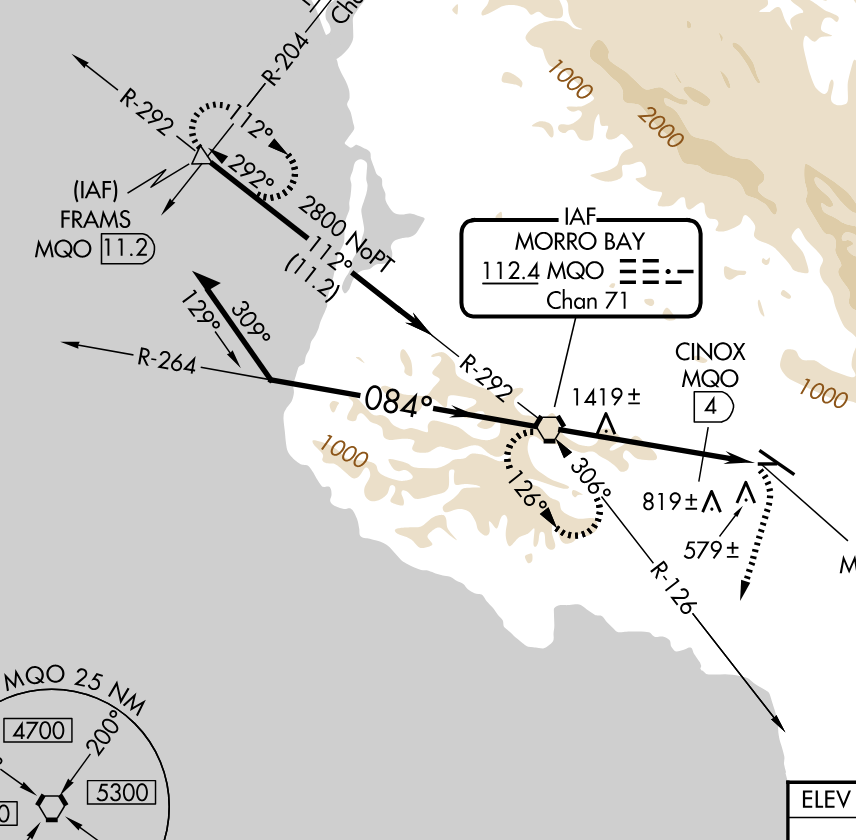 Cho
R-204
1000
2000
R-292
112°
292°
(IAF)
FRAMS
MQO 11.2
2800 NoPT
112°
(11.2)
IAF
MORRO BAY
112.4 MQO
Chan 71
129°
309°
R-264
084°
R-292
1419±
CINOX
MQO
4
1000
1000
126°
306°
819±
579±
M
R-126
MQO 25 NM
4700
200°
5300
0
ELEV